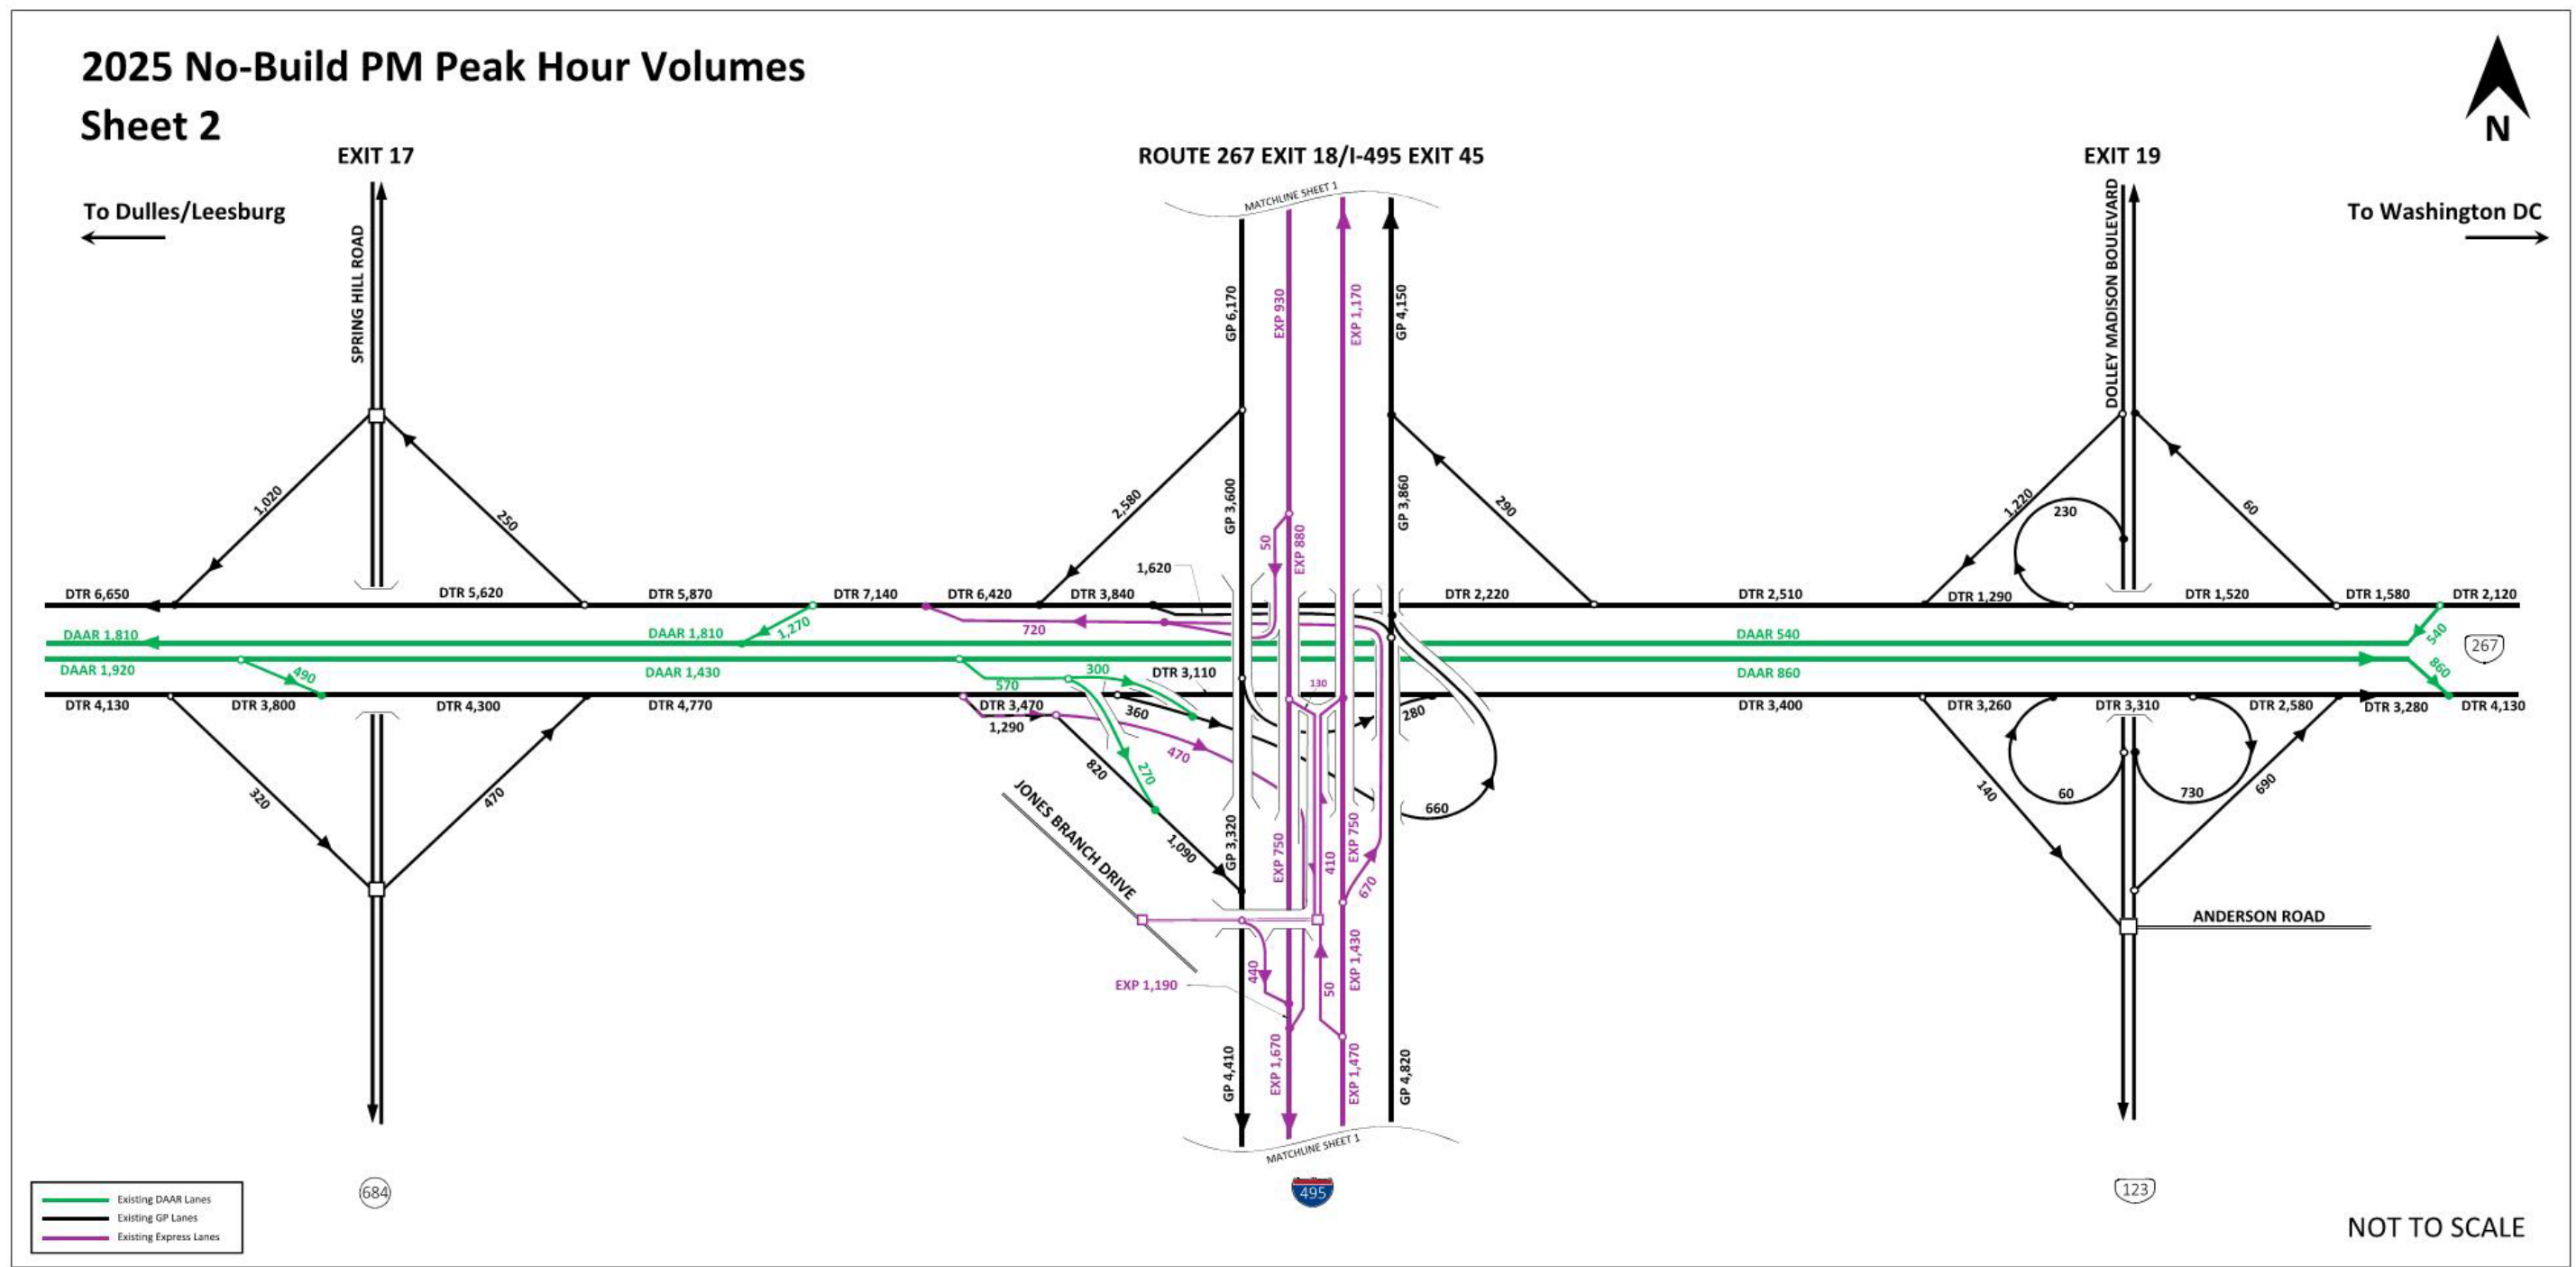 2025 No-Build PM Peak Hour Volumes
Sheet 2
N
EXIT 17
ROUTE 267 EXIT 18/I-495 EXIT 45
EXIT 19
To Dulles/Leesburg
To Washington DC
MATCHLINE SHEET 1
SPRING HILL ROAD
DOLLEY MADISON BOULEVARD
GP 6,170
EXP 930
EXP 1,170
GP 4,150
1,020
250
2,580
GP 3,600
50
EXP 880
GP 3,860
290
1,220
230
60
1,620
DTR 6,650
DTR 5,620
DTR 5,870
DTR 7,140
DTR 6,420
DTR 3,840
DTR 2,220
DTR 2,510
DTR 1,290
DTR 1,520
DTR 1,580
DTR 2,120
DAAR 1,810
DAAR 1,810
1,270
720
DAAR 540
540
267
DAAR 1,920
490
DAAR 1,430
570
300
DTR 3,110
130
DAAR 860
860
DTR 4,130
DTR 3,800
DTR 4,300
DTR 4,770
DTR 3,470
1,290
360
280
DTR 3,400
DTR 3,260
DTR 3,310
DTR 2,580
DTR 3,280
DTR 4,130
320
470
820
270
470
660
140
60
730
690
JONES BRANCH DRIVE
1,090
GP 3,320
EXP 750
410
EXP 750
670
ANDERSON ROAD
EXP 1,190
440
50
EXP 1,430
GP 4,410
EXP 1,670
EXP 1,470
GP 4,820
MATCHLINE SHEET 1
684
495
123
Existing DAAR Lanes
Existing GP Lanes
Existing Express Lanes
NOT TO SCALE